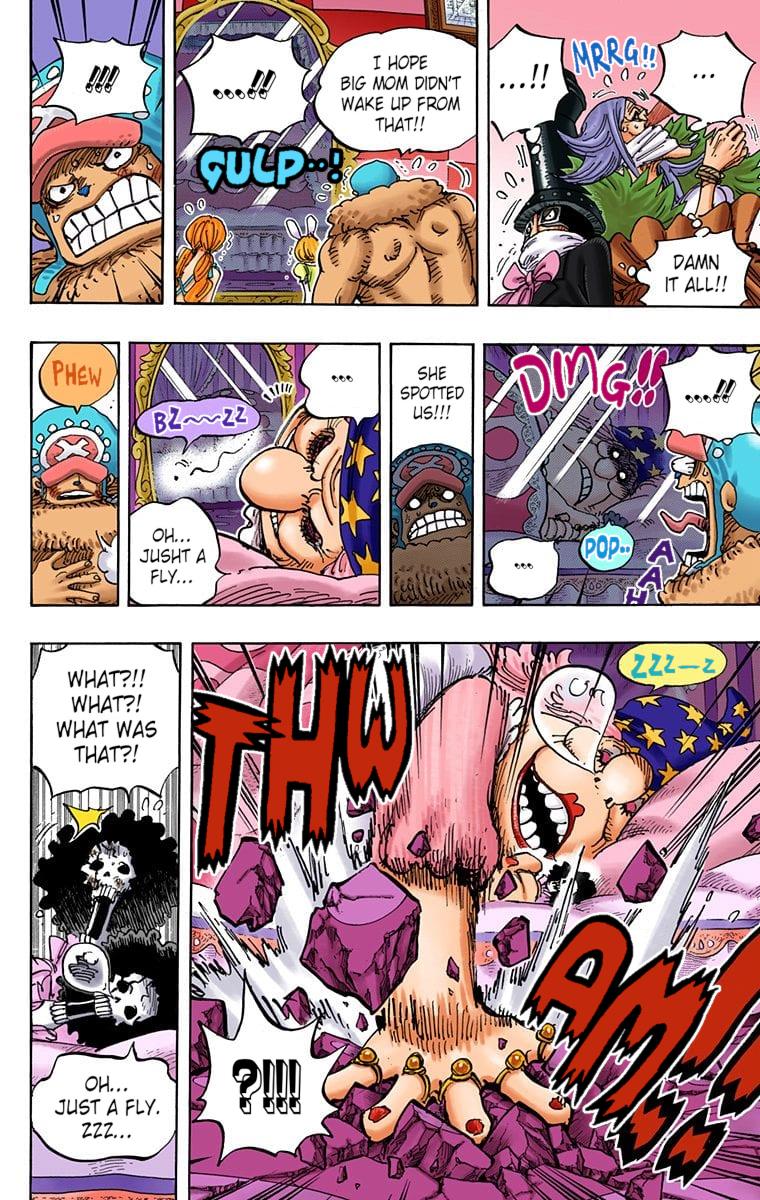 ...
MRRG!!
...!!
DAMN
IT ALL!!
I HOPE
BIG MOM DIDN'T
WAKE UP FROM
THAT!!
...!!
GULP..!
!!!
...!!
DING!!
AAH
POP..
...
SHE
SPOTTED
US!!!
...
BZ~~ZZ
OH...
JUSHT A
FLY...
PHEW
ZZZ—Z
THW
AM!!
?!!!
WHAT?!!
WHAT?!
WHAT WAS
THAT?!
OH...
JUST A FLY.
ZZZ...